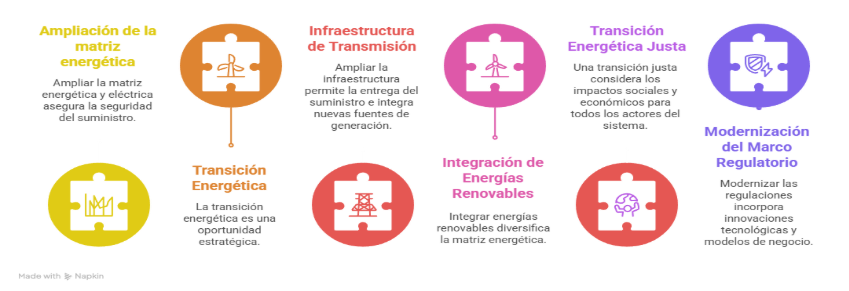 Ampliación de la
matriz
energética
Ampliar la matriz
energética y eléctrica
asegura la seguridad
del suministro.
Transición
Energética
La transición
energética es una
oportunidad
estratégica.
Infraestructura
de Transmisión
Ampliar la
infraestructura
permite la entrega del
suministro e integra
nuevas fuentes de
generación.
Integración de
Energías
Renovables
Integrar energías
renovables diversifica
la matriz energética.
Transición
Energética Justa
Una transición justa
considera los
impactos sociales y
económicos para
todos los actores del
sistema.
Modernización
del Marco
Regulatorio
Modernizar las
regulaciones
incorpora
innovaciones
tecnológicas y
modelos de negocio.
Made with Napkin